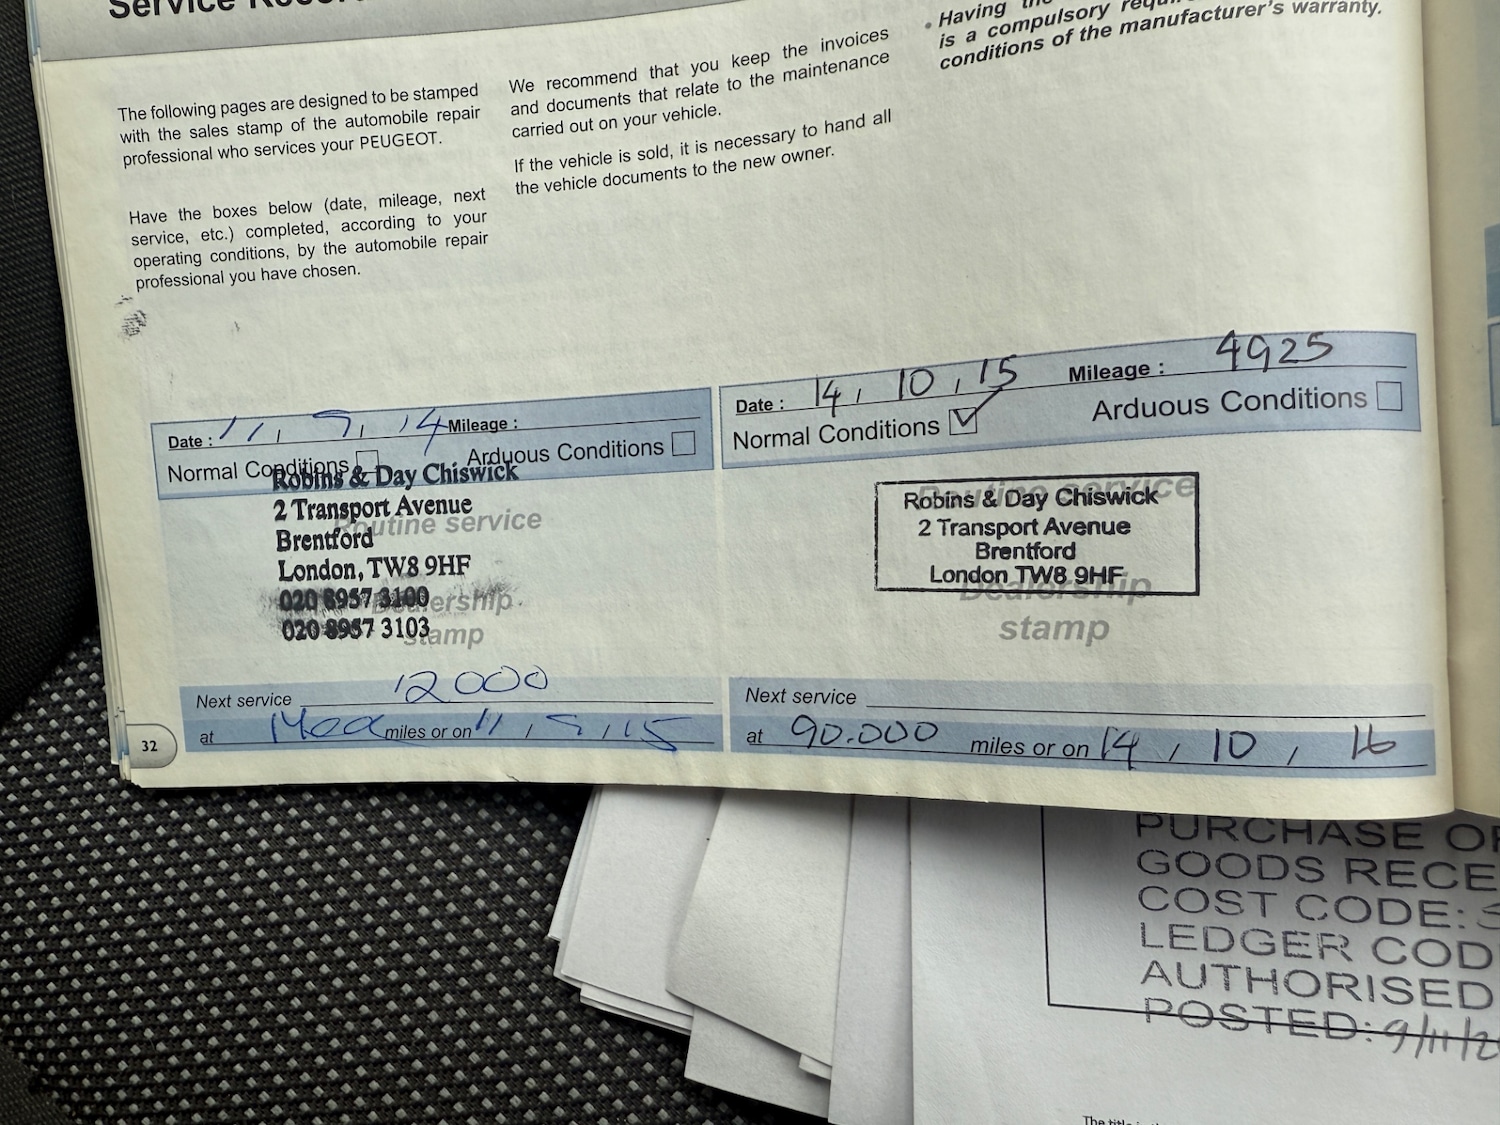 Service
The following pages are designed to be stamped
with the sales stamp of the automobile repair
professional who services your PEUGEOT.
Have the boxes below (date, mileage, next
service, etc.) completed, according to your
operating conditions, by the automobile repair
professional you have chosen.
We recommend that you keep the invoices
and documents that relate to the maintenance
carried out on your vehicle.
If the vehicle is sold, it is necessary to hand all
the vehicle documents to the new owner.
• Having
is a compulsory
conditions of the manufacturer's warranty.
Date : 11, 9, 14 Mileage :
Normal Conditions Arduous Conditions
Robins & Day Chiswick
2 Transport Avenue
Routine service
Brentford
London, TW8 9HF
020 8957 3100
Dealership
020 8957 3103
stamp
Next service 12000
at miles or on 11, 9, 15
32
Date : 14, 10, 15 Mileage : 4925
Normal Conditions ✓ Arduous Conditions
Routine service
Robins & Day Chiswick
2 Transport Avenue
Brentford
London TW8 9HF
Dealership
stamp
Next service
at 90.000 miles or on 14, 10, 16
PURCHASE
GOODS
COST CODE:
LEDGER
AUTHORISED
POSTED: 9/11/
The title